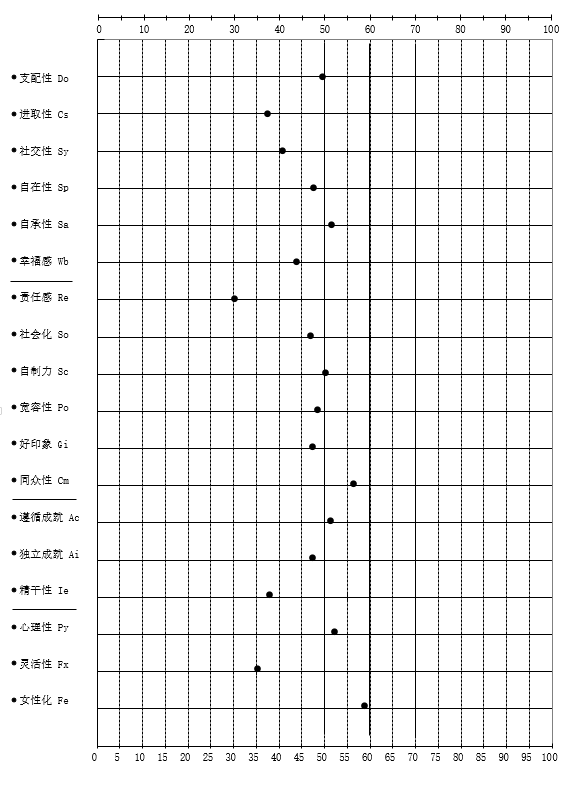 0 10 20 30 40 50 60 70 80 90 100
支配性 Do
进取性 Cs
社交性 Sy
自在性 Sp
自承性 Sa
幸福感 Wb
责任感 Re
社会化 So
自制力 Sc
宽容性 Po
好印象 Gi
同众性 Cm
遵循成就 Ac
独立成就 Ai
精干性 Ie
心理性 Py
灵活性 Fx
女性化 Fe
0 5 10 15 20 25 30 35 40 45 50 55 60 65 70 75 80 85 90 95 100